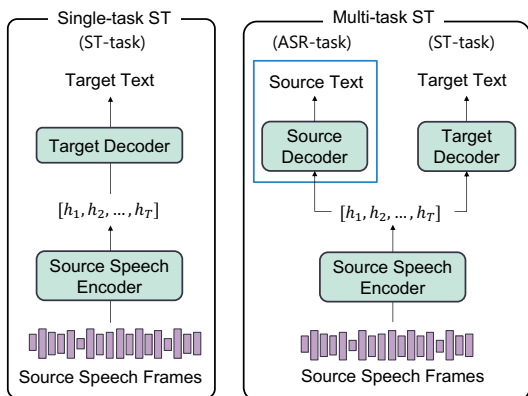 Single-task ST
(ST-task)
Target Text
Target Decoder
[h₁, h₂, ..., h_T]
Source Speech
Encoder
Source Speech Frames
Multi-task ST
(ASR-task)
(ST-task)
Source Text
Target Text
Source
Decoder
Target
Decoder
[h₁, h₂, ..., h_T]
Source Speech
Encoder
Source Speech Frames